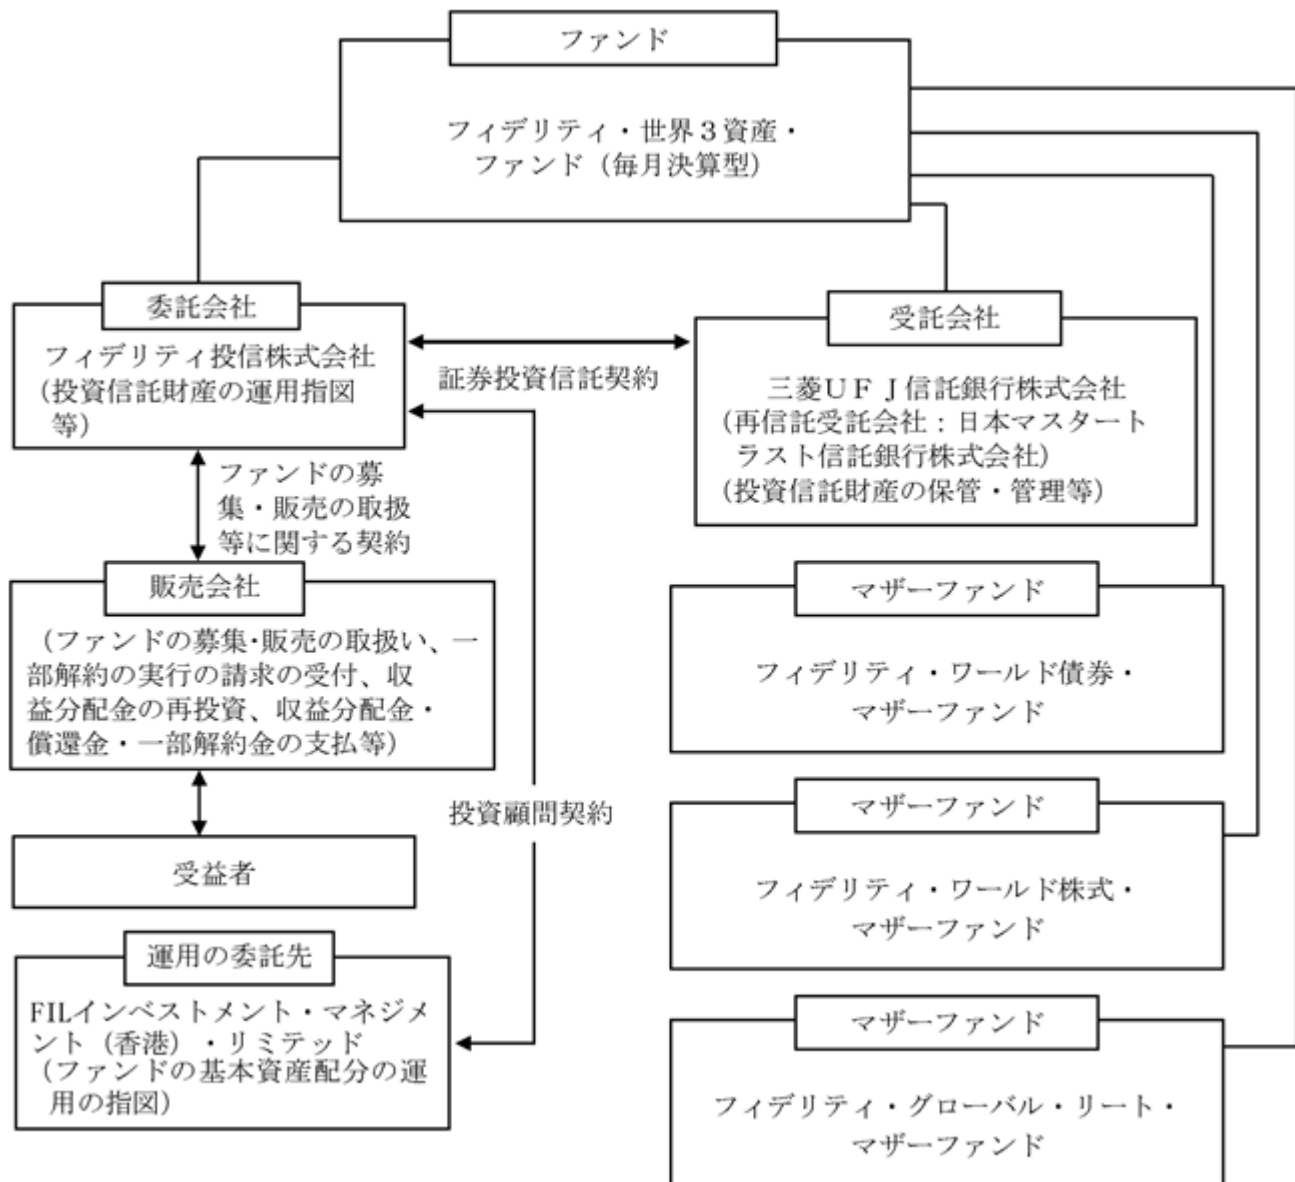 ファンド
フィデリティ・世界３資産・
ファンド（毎月決算型）
委託会社
フィデリティ投信株式会社
（投資信託財産の運用指図
等）
証券投資信託契約
受託会社
三菱ＵＦＪ信託銀行株式会社
（再信託受託会社：日本マスタート
ラスト信託銀行株式会社）
（投資信託財産の保管・管理等）
ファンドの募
集・販売の取扱
等に関する契約
販売会社
（ファンドの募集・販売の取扱い、一
部解約の実行の請求の受付、収
益分配金の再投資、収益分配金・
償還金・一部解約金の支払等）
投資顧問契約
受益者
運用の委託先
FILインベストメント・マネジメ
ント（香港）・リミテッド
（ファンドの基本資産配分の運
用の指図）
マザーファンド
フィデリティ・ワールド債券・
マザーファンド
マザーファンド
フィデリティ・ワールド株式・
マザーファンド
マザーファンド
フィデリティ・グローバル・リート・
マザーファンド